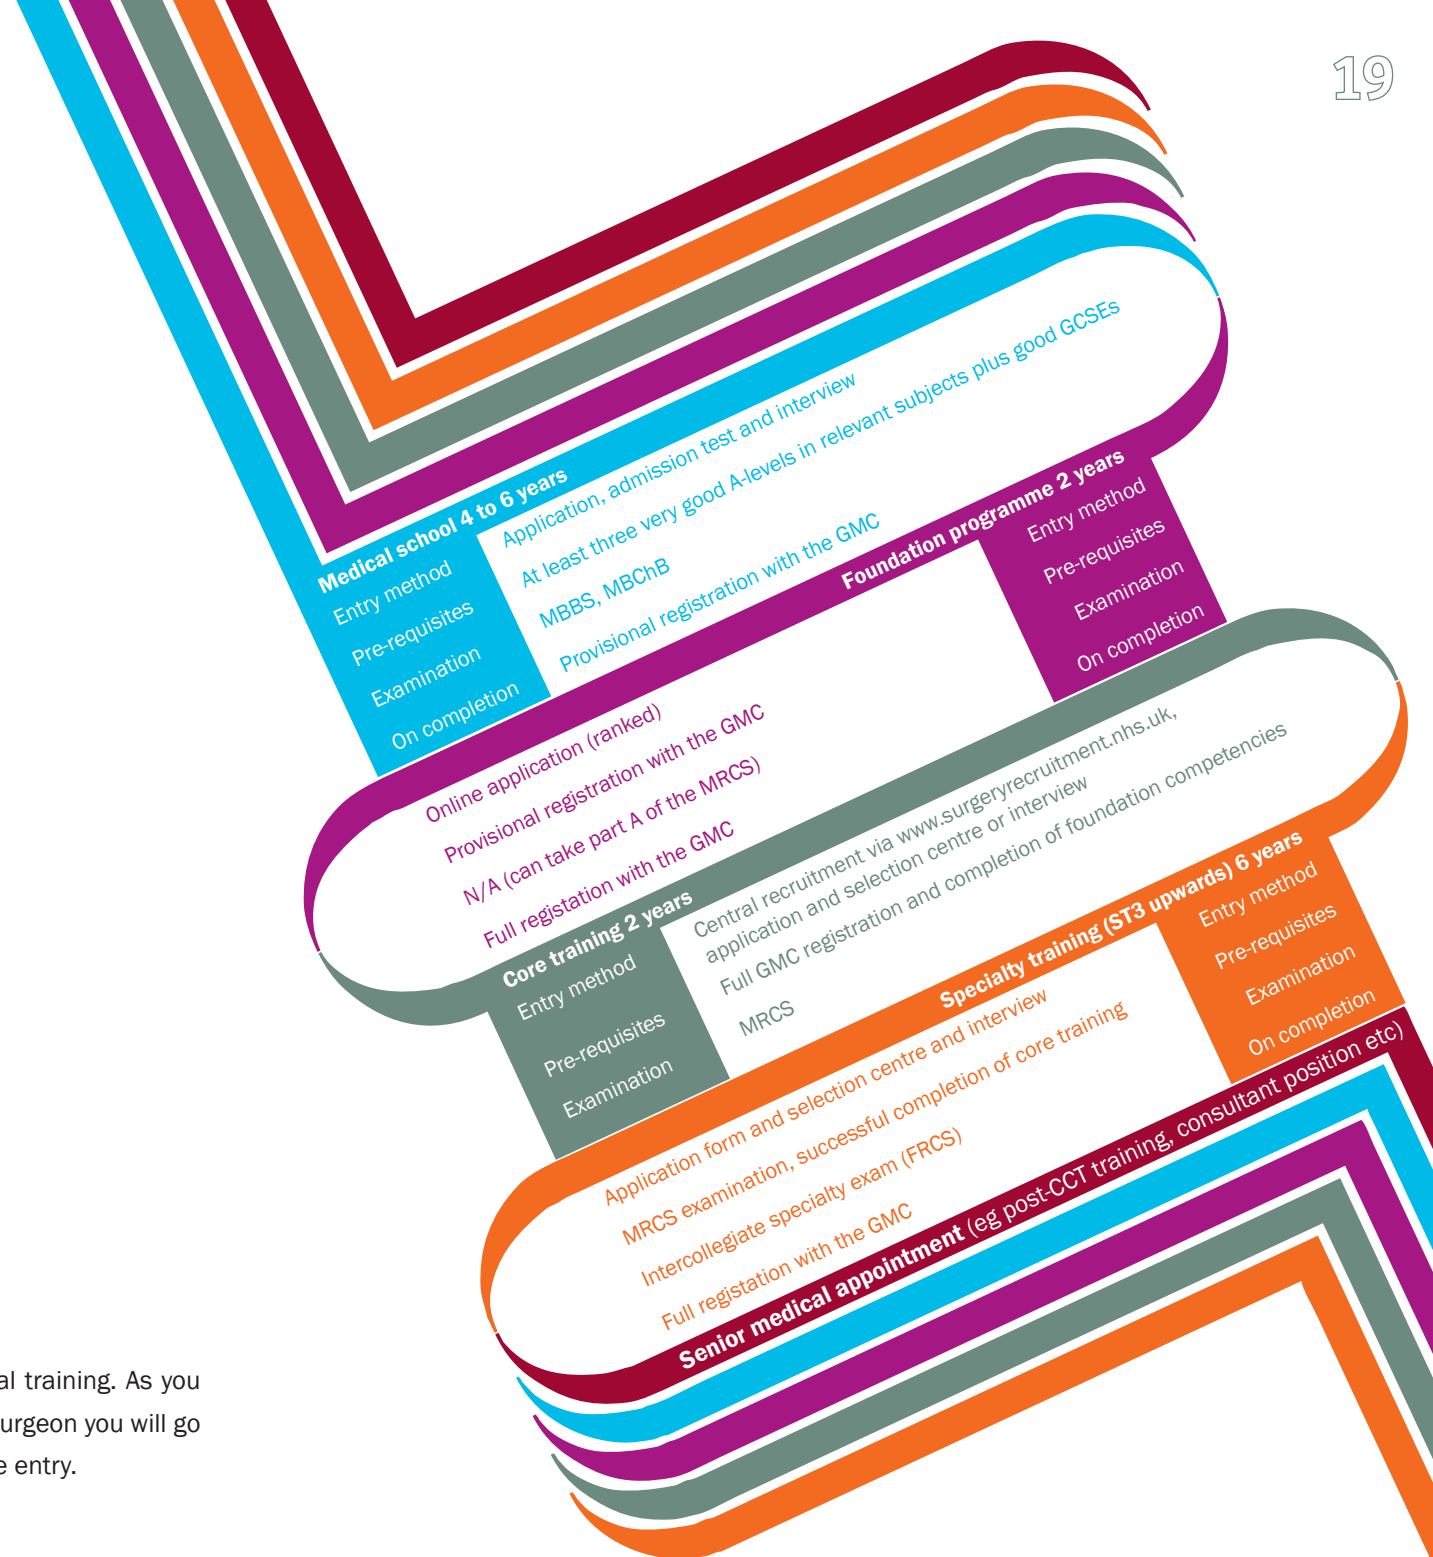 19
Medical school 4 to 6 years
Entry method
Application, admission test and interview
Pre-requisites
At least three very good A-levels in relevant subjects plus good GCSEs
Examination
MBBS, MBChB
On completion
Provisional registration with the GMC
Foundation programme 2 years
Entry method
Online application (ranked)
Pre-requisites
Provisional registration with the GMC
Examination
N/A (can take part A of the MRCS)
On completion
Full registation with the GMC
Core training 2 years
Entry method
Central recruitment via www.surgeryrecruitment.nhs.uk,
application and selection centre or interview
Pre-requisites
Full GMC registration and completion of foundation competencies
Examination
MRCS
Specialty training (ST3 upwards) 6 years
Entry method
Application form and selection centre and interview
Pre-requisites
MRCS examination, successful completion of core training
Examination
Intercollegiate specialty exam (FRCS)
On completion
Full registation with the GMC
Senior medical appointment (eg post-CCT training, consultant position etc)
al training. As you
urgeon you will go
e entry.